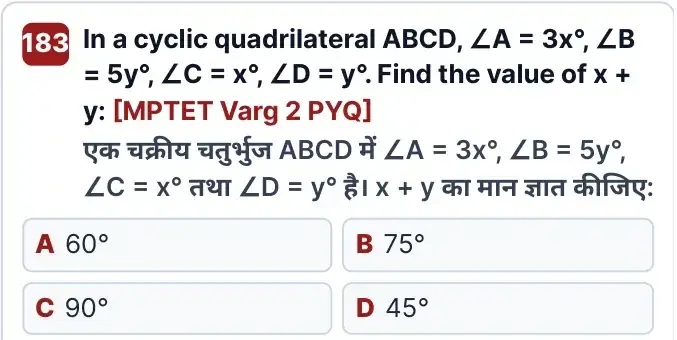 183 In a cyclic quadrilateral ABCD, ∠A = 3x°, ∠B
= 5y°, ∠C = x°, ∠D = y°. Find the value of x +
y: [MPTET Varg 2 PYQ]
एक चक्रीय चतुर्भुज ABCD में ∠A = 3x°, ∠B = 5y°,
∠C = x° तथा ∠D = y° है। x + y का मान ज्ञात कीजिए:
A 60° B 75°
C 90° D 45°